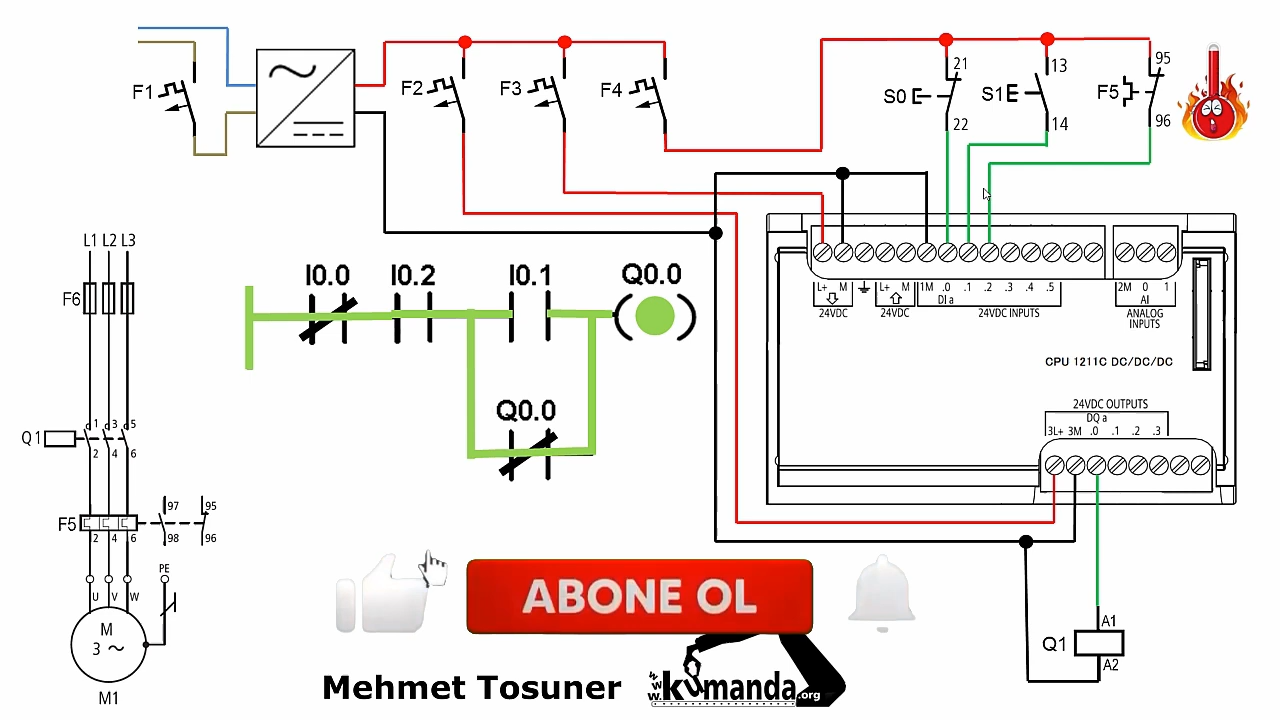 F1
F2
F3
F4
S0
21
22
S1
13
14
F5
95
96
L1 L2 L3
F6
Q1
1 3 5
2 4 6
F5
97 95
98 96
2 4 6
PE
U V W
M
3 ~
M1
I0.0 I0.2 I0.1 Q0.0
Q0.0
L+ M L+ M 1M .0 .1 .2 .3 .4 .5 2M 0 1
DI a AI
24VDC 24VDC 24VDC INPUTS ANALOG
INPUTS
CPU 1211C DC/DC/DC
24VDC OUTPUTS
DQ a
3L+ 3M .0 .1 .2 .3
Q1
A1
A2
ABONE OL
Mehmet Tosuner
www.kumanda.org